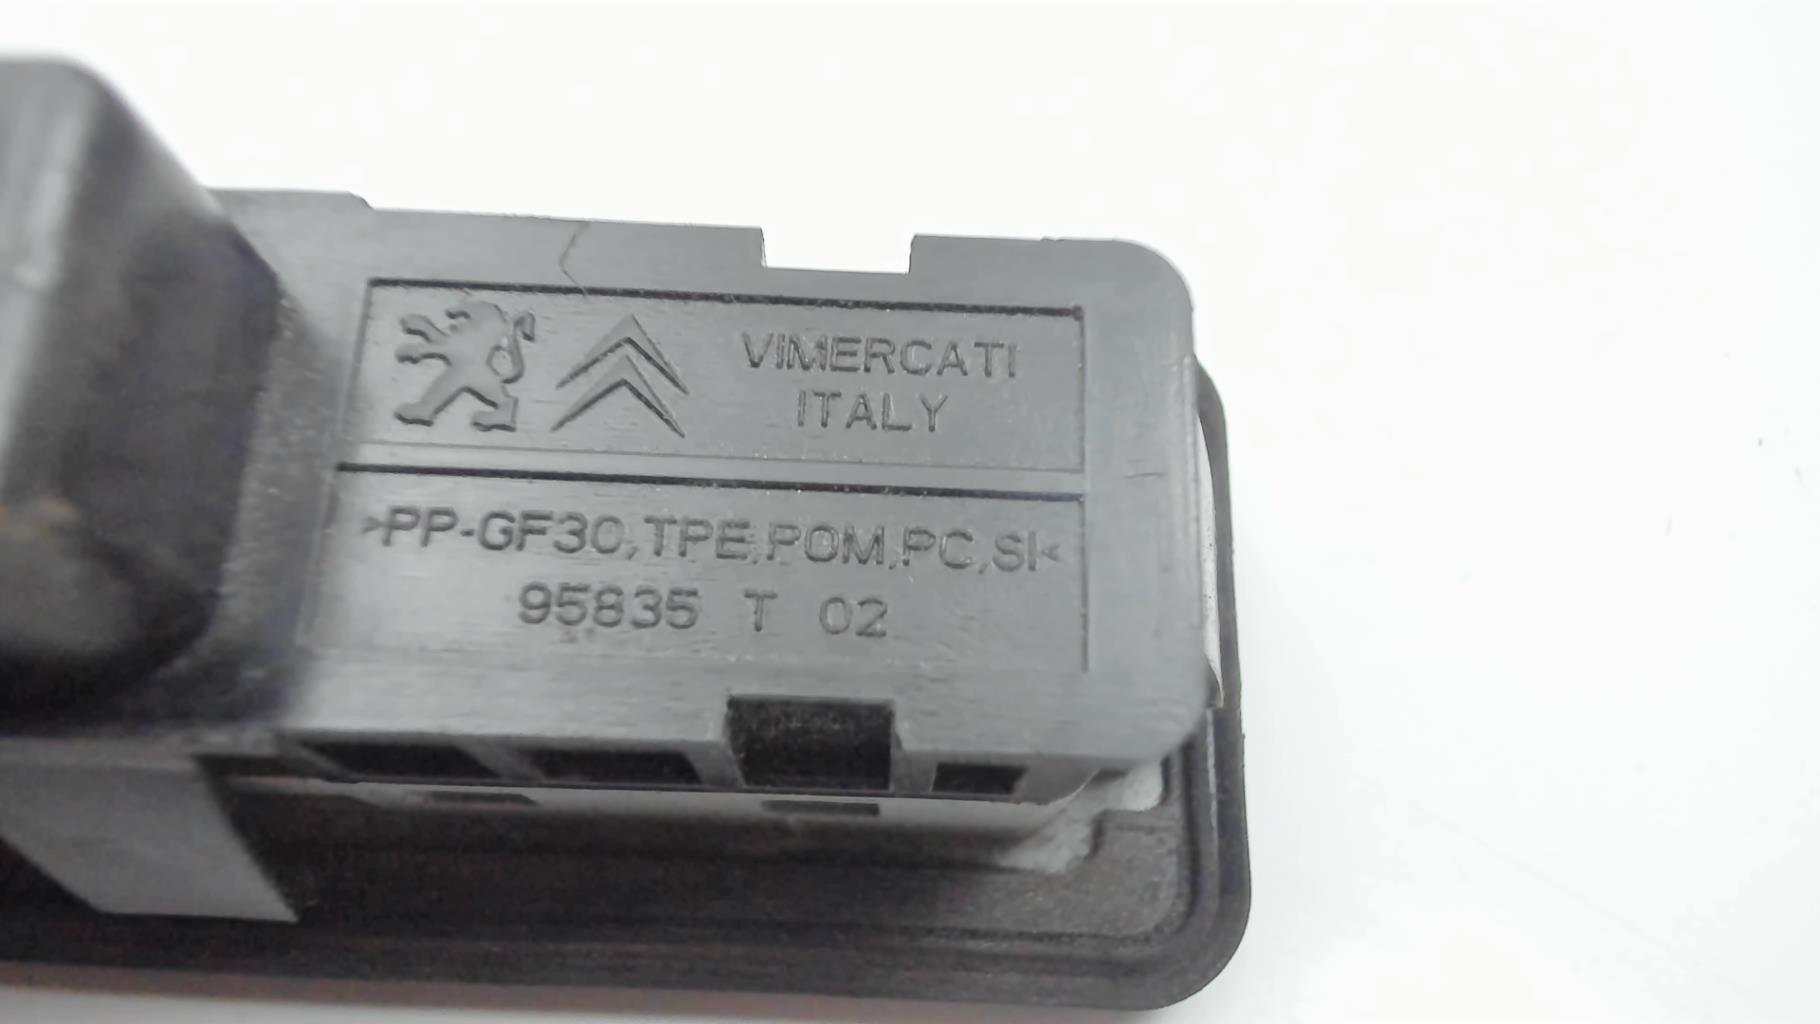 VIMERCATI
ITALY
>PP-GF30,TPE,POM,PC,SI<
95835 T 02